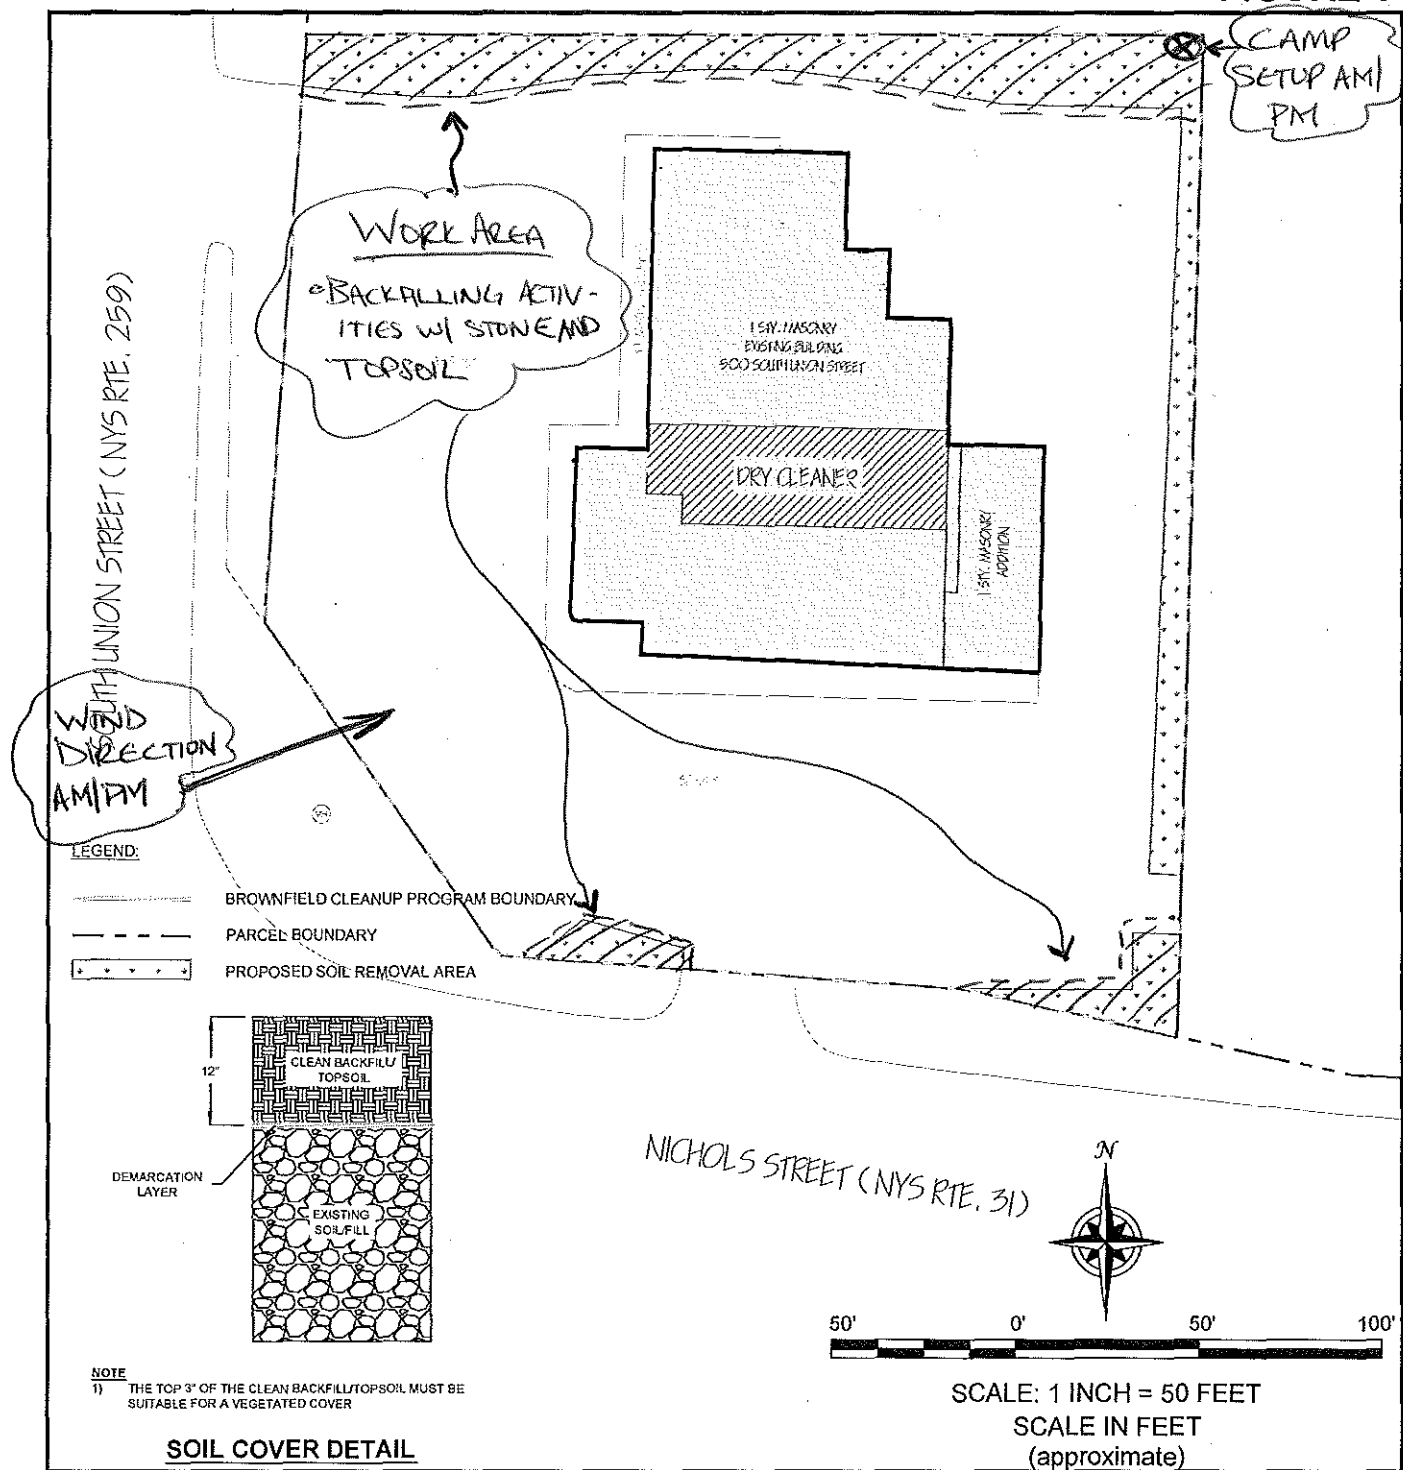 CAMP
SETUP AM/
PM
WORK AREA
BACKFILLING ACTIV-
ITIES W/ STONE AND
TOPSOIL
SOUTH UNION STREET (NYS RTE. 259)
1 STY. MASONRY
EXISTING BUILDING
500 SOUTH UNION STREET
DRY CLEANER
1 STY. MASONRY
ADDITION
WIND
DIRECTION
AM/PM
LEGEND:
BROWNFIELD CLEANUP PROGRAM BOUNDARY
PARCEL BOUNDARY
PROPOSED SOIL REMOVAL AREA
12"
CLEAN BACKFILL/
TOPSOIL
DEMARCATION
LAYER
EXISTING
SOIL/FILL
NICHOLS STREET (NYS RTE. 31)
N
50' 0' 50' 100'
NOTE
1) THE TOP 3" OF THE CLEAN BACKFILL/TOPSOIL MUST BE
SUITABLE FOR A VEGETATED COVER
SOIL COVER DETAIL
SCALE: 1 INCH = 50 FEET
SCALE IN FEET
(approximate)